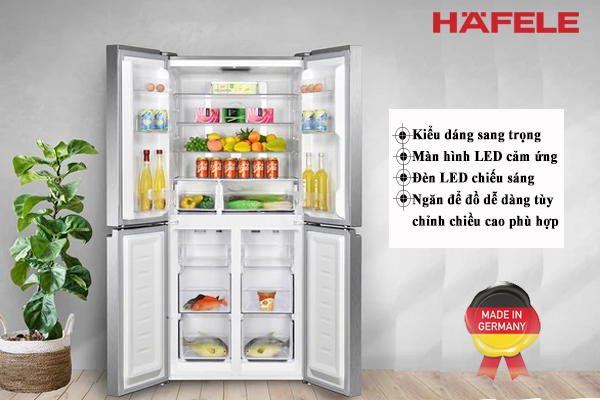 HÄFELE
Kiểu dáng sang trọng
Màn hình LED cảm ứng
Đèn LED chiếu sáng
Ngăn để đồ dễ dàng tùy
chỉnh chiều cao phù hợp
MADE IN
GERMANY